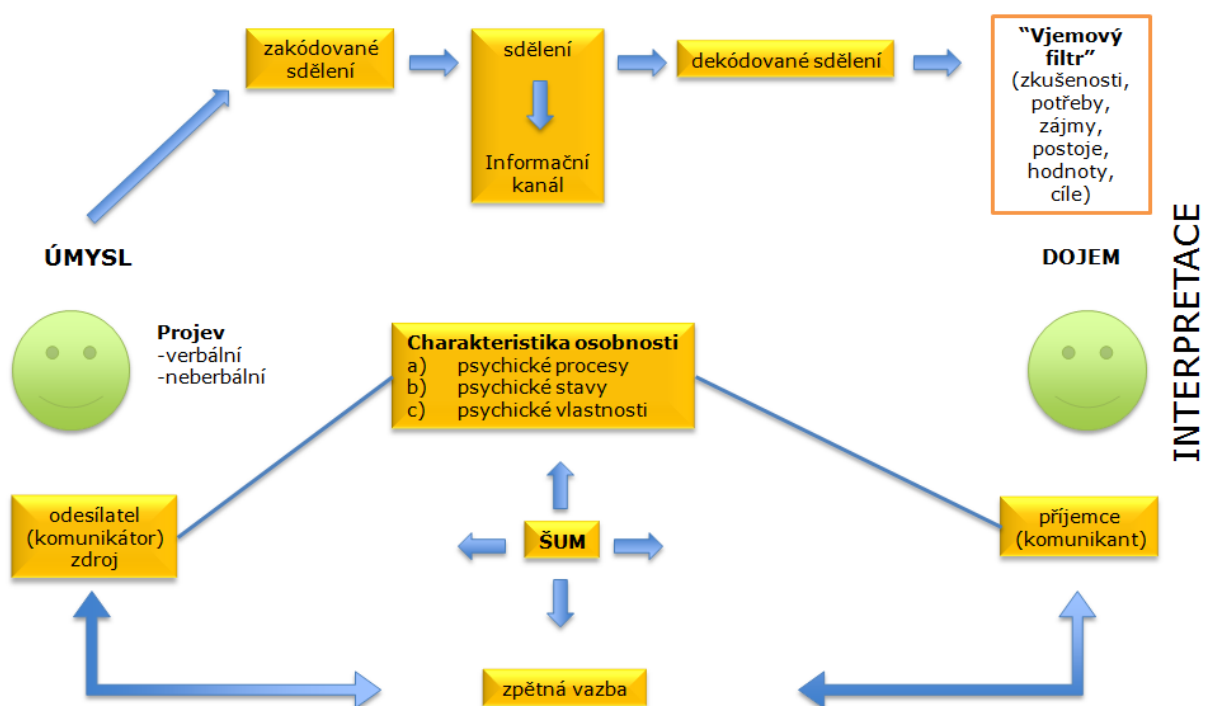 zakódované
sdělení
sdělení
Informační
kanál
dekódované sdělení
“Vjemový
filtr”
(zkušenosti,
potřeby,
zájmy,
postoje,
hodnoty,
cíle)
ÚMYSL
DOJEM
INTERPRETACE
Projev
-verbální
-neberbální
Charakteristika osobnosti
a) psychické procesy
b) psychické stavy
c) psychické vlastnosti
odesílatel
(komunikátor)
zdroj
ŠUM
příjemce
(komunikant)
zpětná vazba